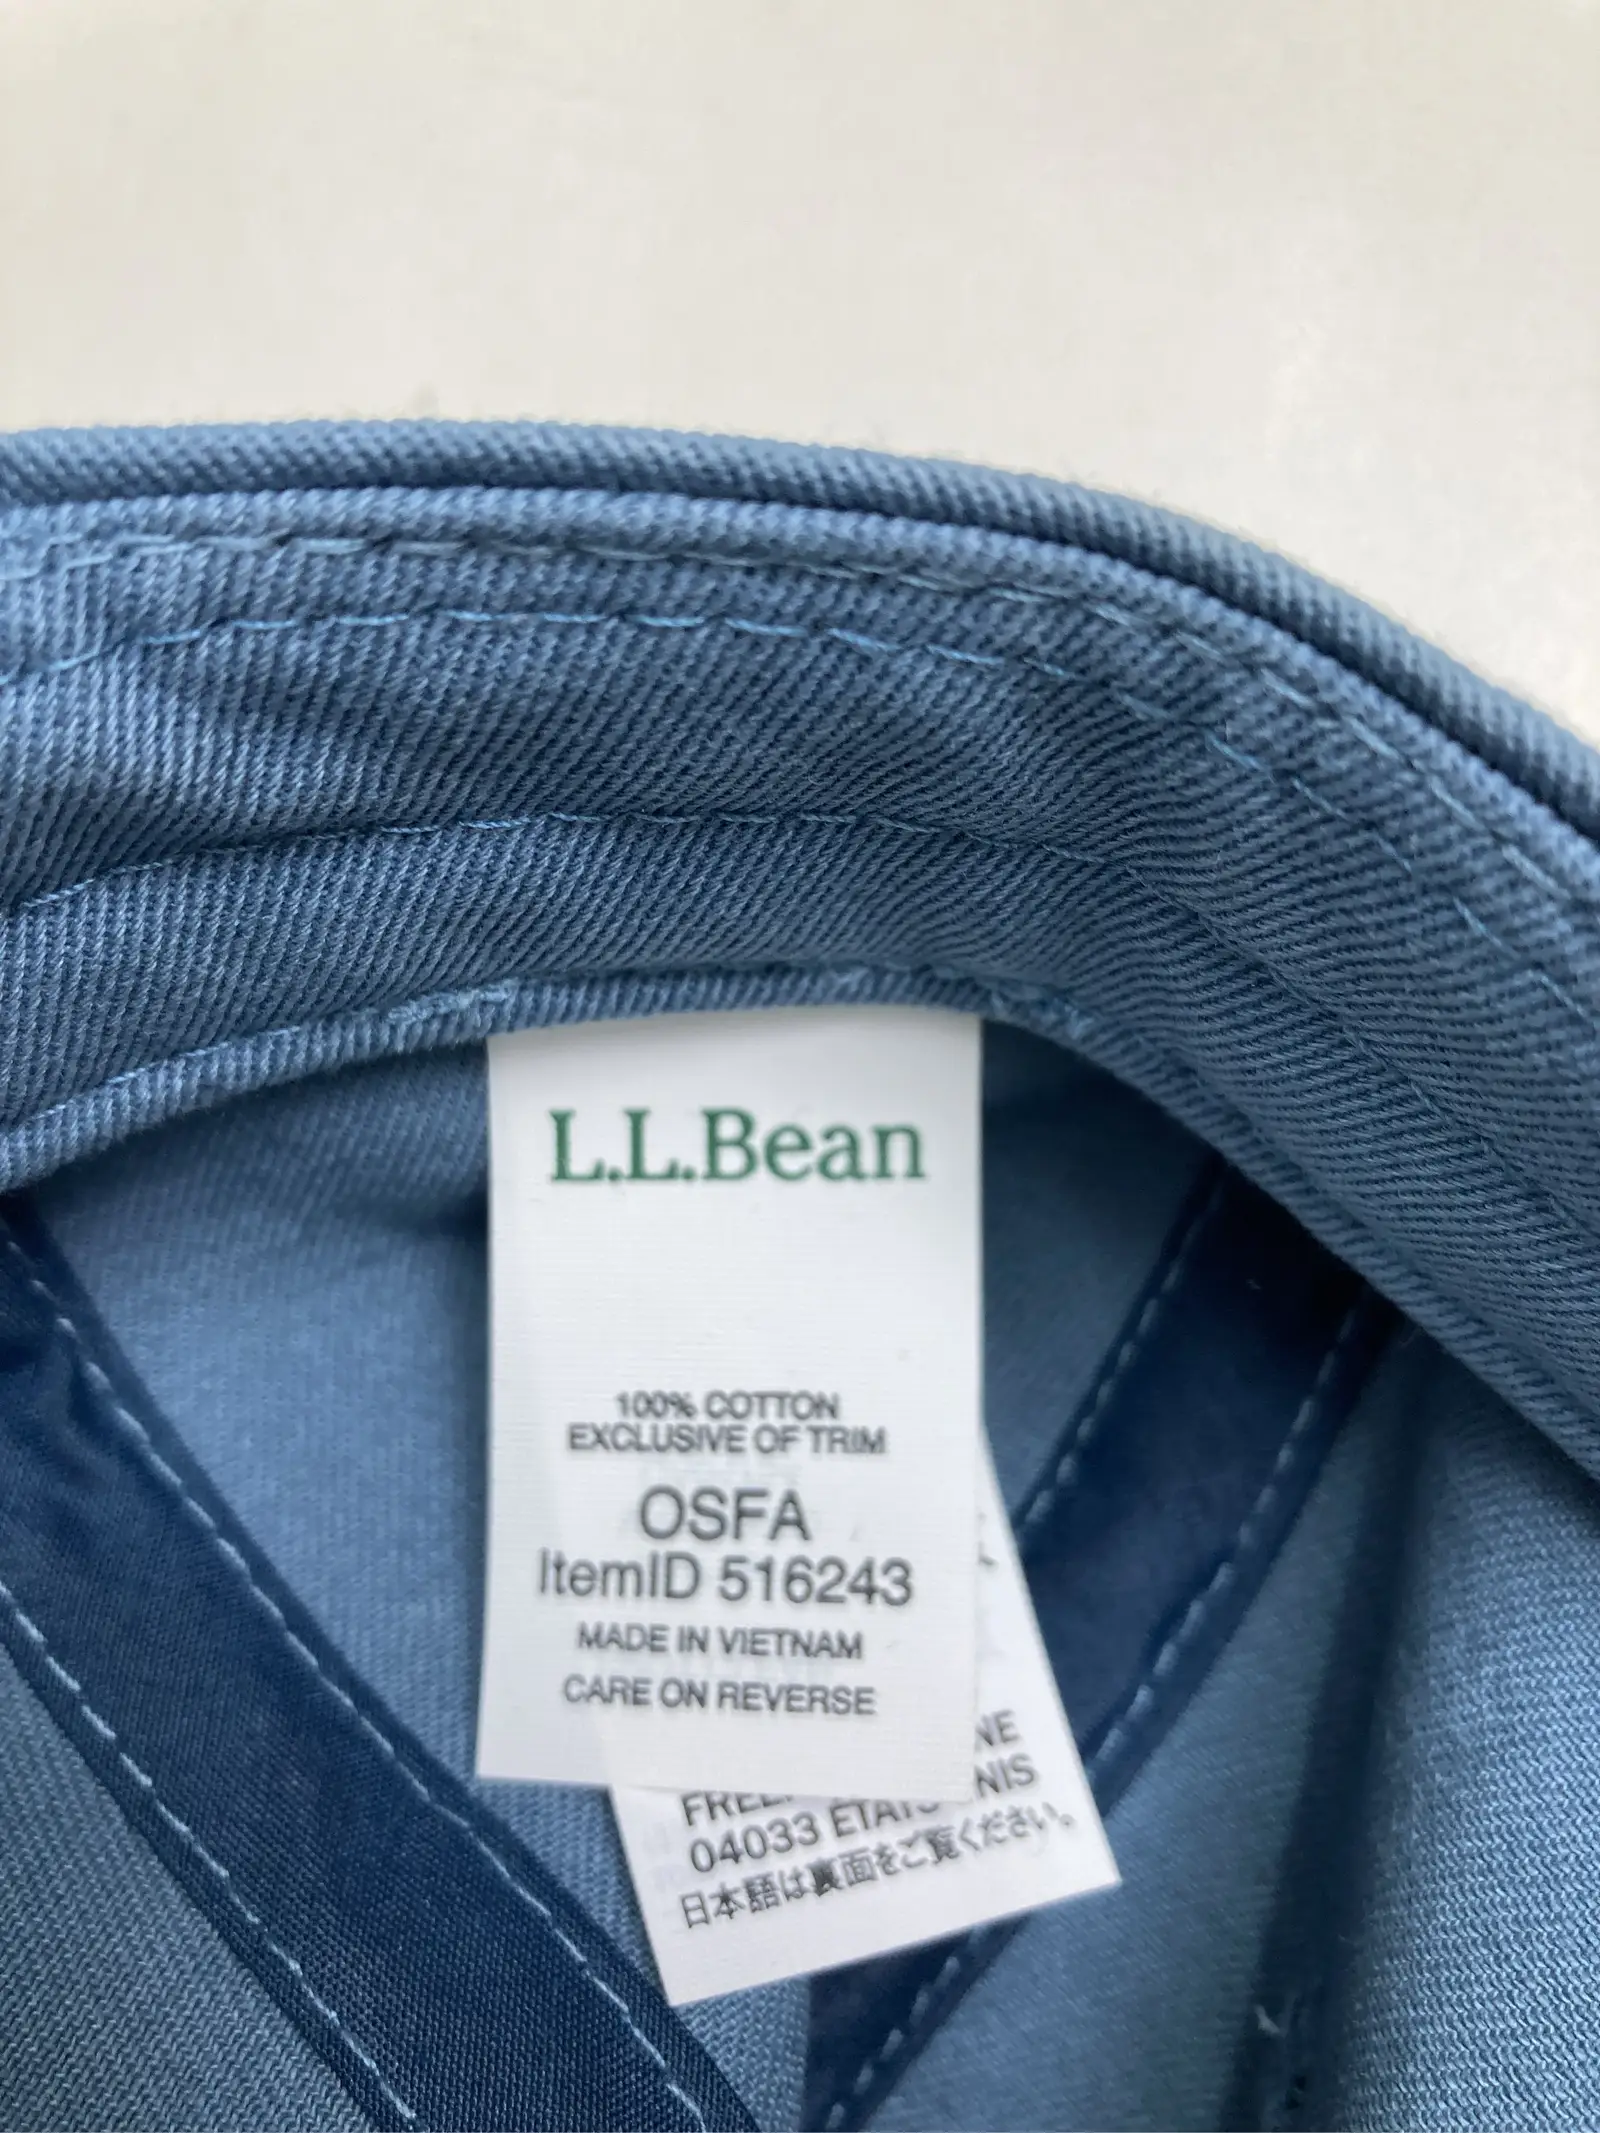 L.L.Bean
100% COTTON
EXCLUSIVE OF TRIM
OSFA
ItemID 516243
MADE IN VIETNAM
CARE ON REVERSE
04033
日本語は裏面をご覧ください。